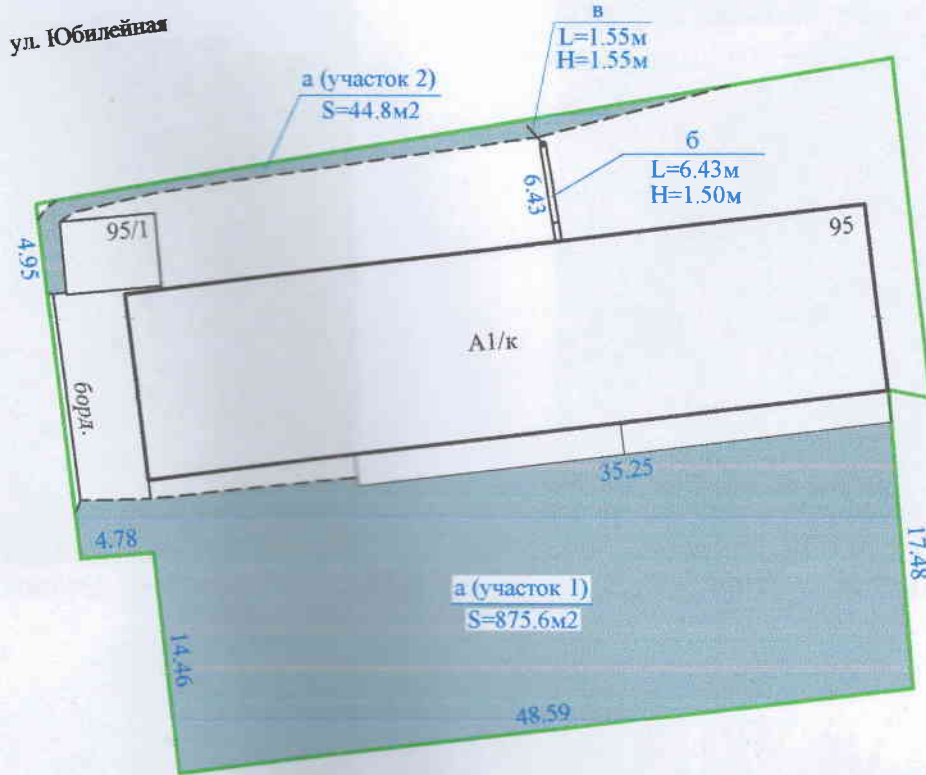 ул. Юбилейная
в
L=1.55м
H=1.55м
а (участок 2)
S=44.8м2
б
L=6.43м
H=1.50м
6.43
95/1
95
4.95
А1/к
борд.
35.25
4.78
17.48
а (участок 1)
S=875.6м2
14.46
48.59